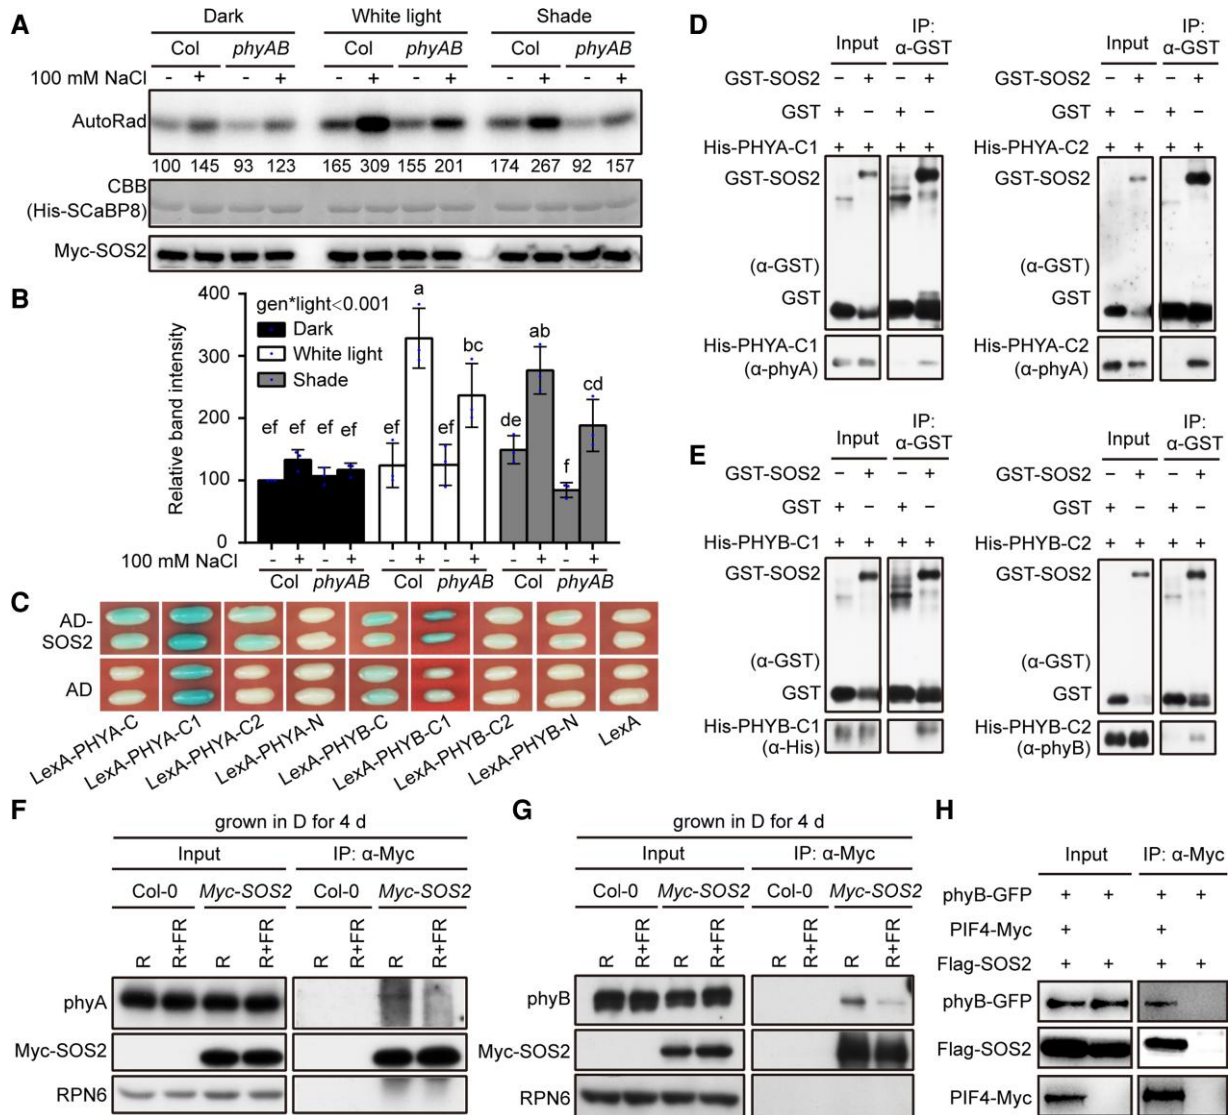 A
Dark White light Shade
Col phyAB Col phyAB Col phyAB
100 mM NaCl - + - + - + - + - + - +
AutoRad
100 145 93 123 165 309 155 201 174 267 92 157
CBB
(His-SCaBP8)
Myc-SOS2
B
Relative band intensity
400
300
200
100
0
gen*light<0.001
Dark
White light
Shade
ef ef ef ef ef a ef bc de ab f cd
100 mM NaCl - + - + - + - + - + - +
Col phyAB Col phyAB Col phyAB
C
AD-
SOS2
AD
LexA-PHYA-C
LexA-PHYA-C1
LexA-PHYA-C2
LexA-PHYA-N
LexA-PHYB-C
LexA-PHYB-C1
LexA-PHYB-C2
LexA-PHYB-N
LexA
D
Input IP: α-GST
GST-SOS2 - + - +
GST + - + -
His-PHYA-C1 + + + +
GST-SOS2
(α-GST)
GST
His-PHYA-C1
(α-phyA)
Input IP: α-GST
GST-SOS2 - + - +
GST + - + -
His-PHYA-C2 + + + +
GST-SOS2
(α-GST)
GST
His-PHYA-C2
(α-phyA)
E
Input IP: α-GST
GST-SOS2 - + - +
GST + - + -
His-PHYB-C1 + + + +
GST-SOS2
(α-GST)
GST
His-PHYB-C1
(α-His)
Input IP: α-GST
GST-SOS2 - + - +
GST + - + -
His-PHYB-C2 + + + +
GST-SOS2
(α-GST)
GST
His-PHYB-C2
(α-phyB)
F
grown in D for 4 d
Input IP: α-Myc
Col-0 Myc-SOS2 Col-0 Myc-SOS2
R R+FR R R+FR R R+FR R R+FR
phyA
Myc-SOS2
RPN6
G
grown in D for 4 d
Input IP: α-Myc
Col-0 Myc-SOS2 Col-0 Myc-SOS2
R R+FR R R+FR R R+FR R R+FR
phyB
Myc-SOS2
RPN6
H
Input IP: α-Myc
phyB-GFP + + + +
PIF4-Myc + +
Flag-SOS2 + + + +
phyB-GFP
Flag-SOS2
PIF4-Myc